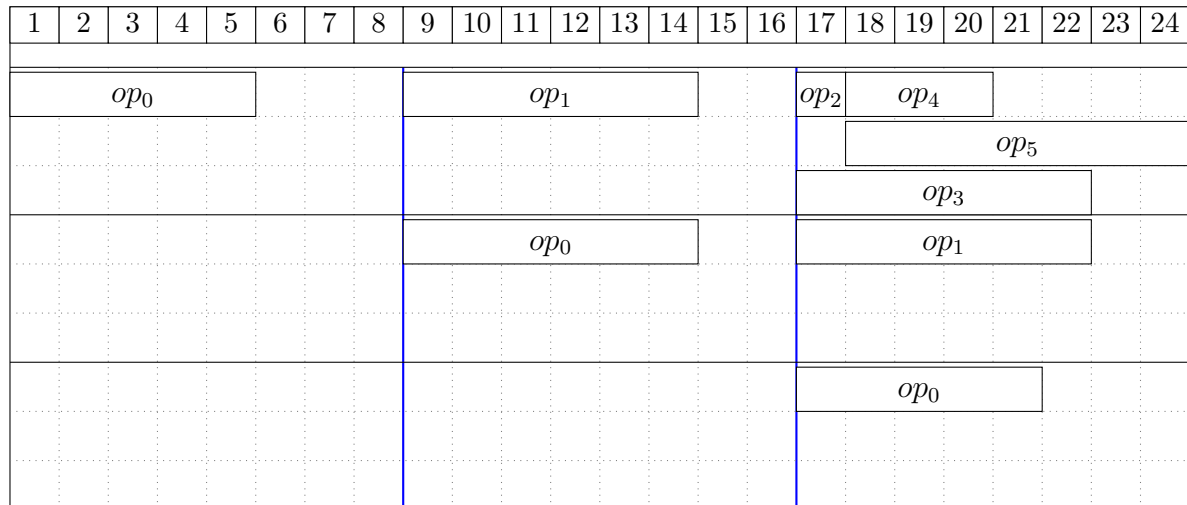 1 2 3 4 5 6 7 8 9 10 11 12 13 14 15 16 17 18 19 20 21 22 23 24
op₀ op₁ op₂ op₄
op₅
op₃
op₀ op₁
op₀